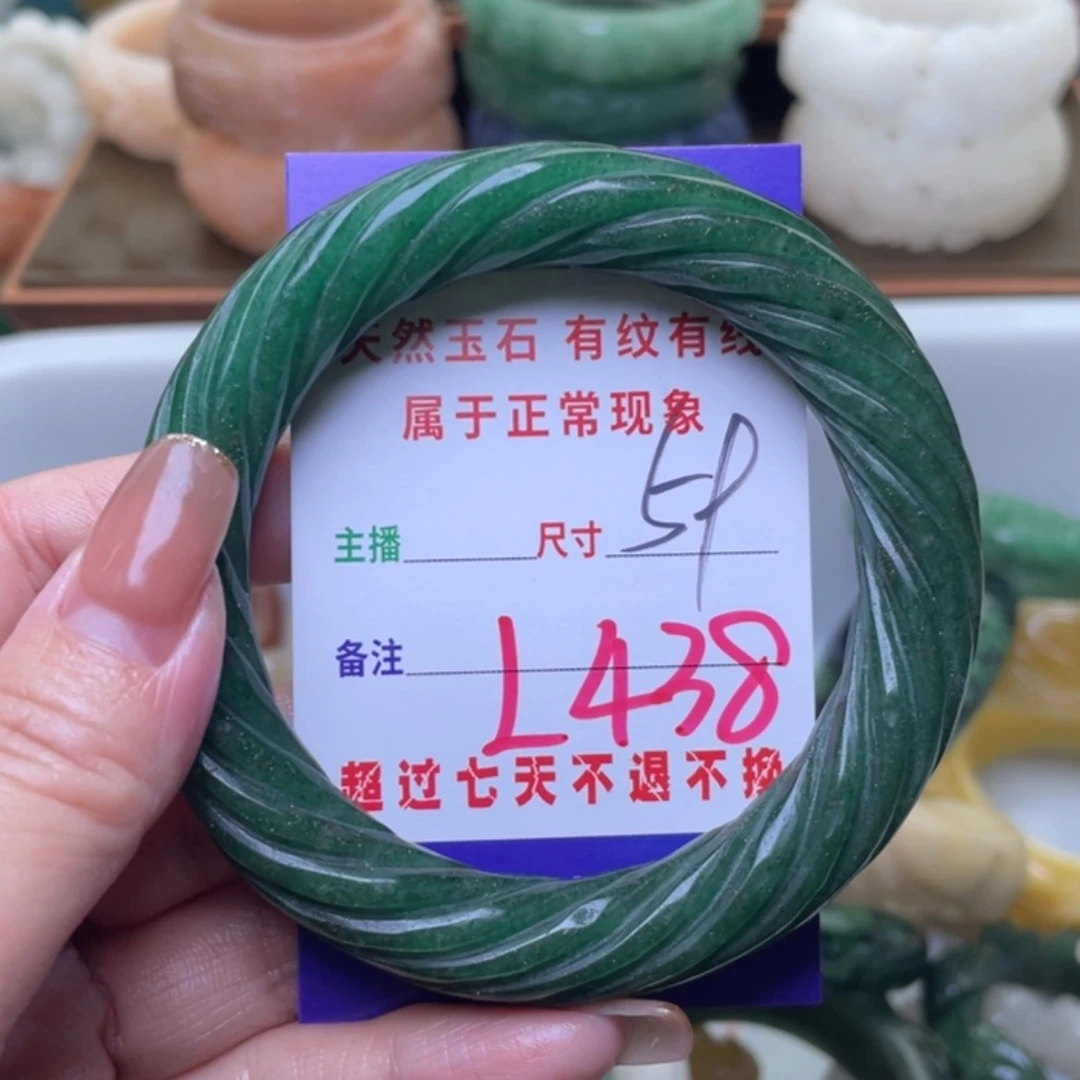 天然玉石 有纹有线
属于正常现象
主播 尺寸 59
备注 L438
超过七天不退不换